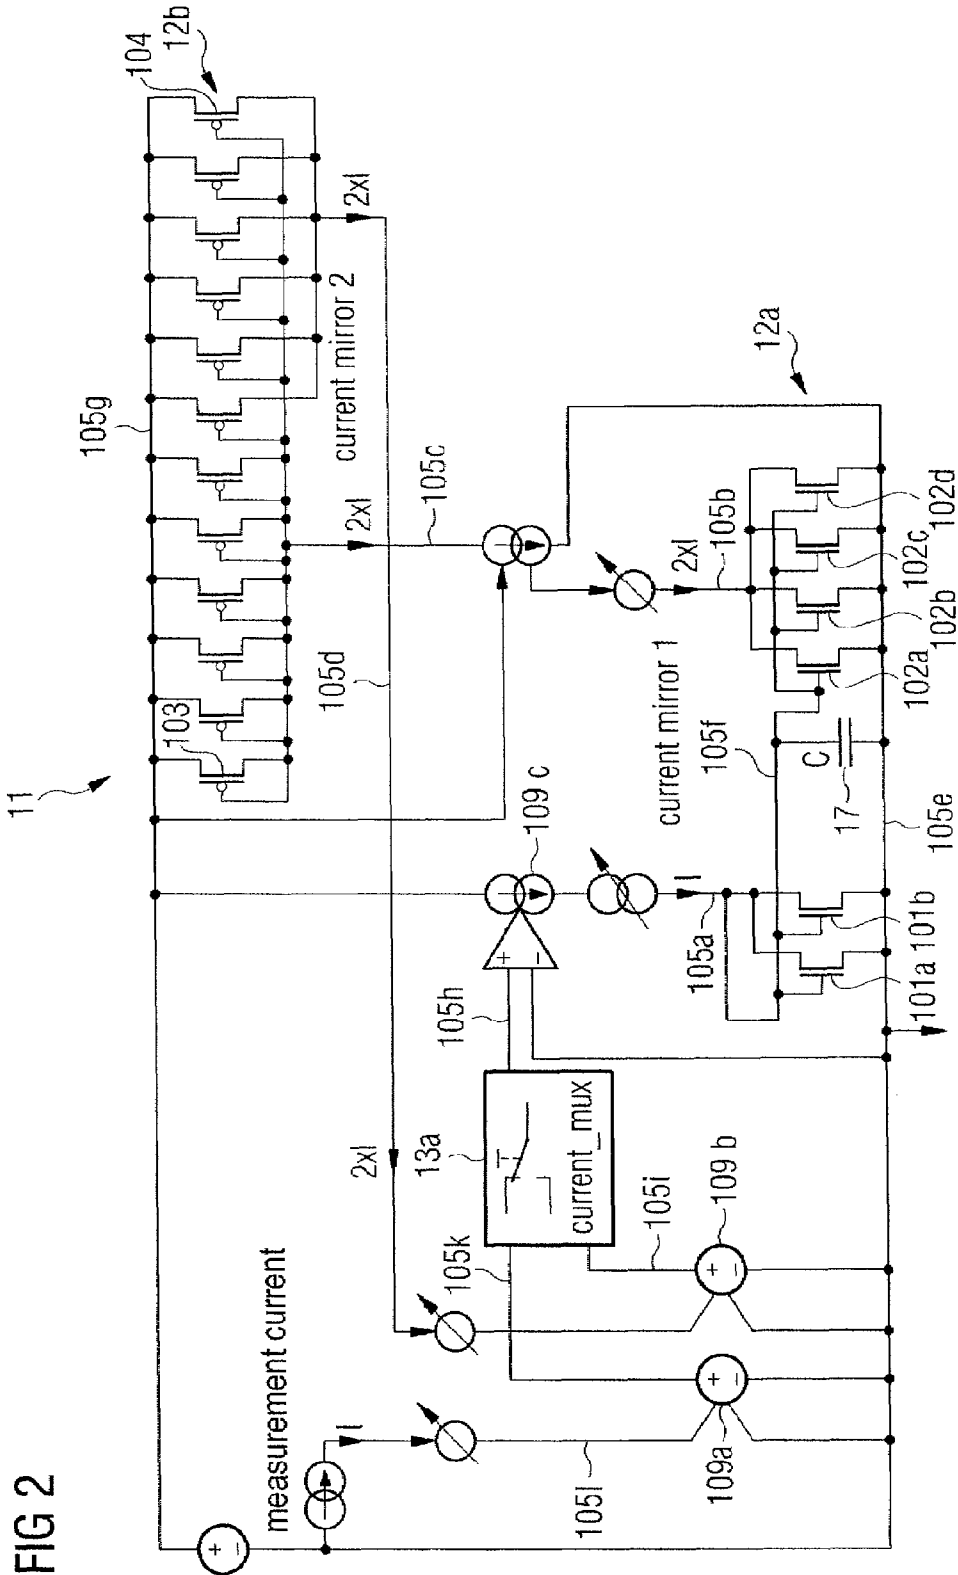 FIG 2
11
105g
103
104
12b
2xI
2xI
current mirror 2
105c
105d
12a
2xI
105b
current mirror 1
109 c
I
105a
105f
C
17
105e
101a
101b
102a
102b
102c
102d
105h
13a
current_mux
2xI
105k
105i
109 b
measurement current
I
105l
109a
+
−
+
−
+
−
+
−